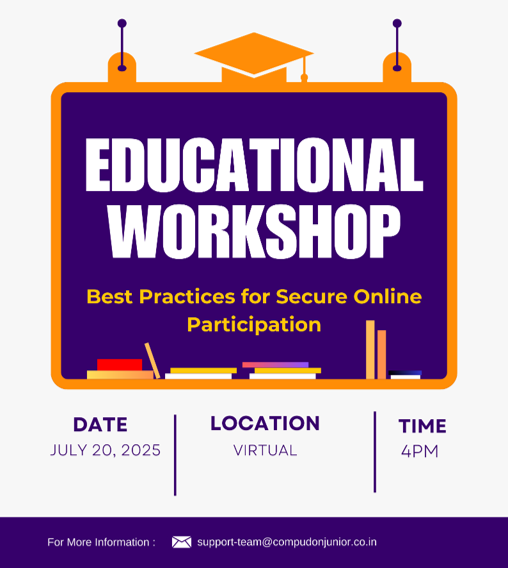 EDUCATIONAL
WORKSHOP
Best Practices for Secure Online
Participation
DATE
JULY 20, 2025
LOCATION
VIRTUAL
TIME
4PM
For More Information :
support-team@compudonjunior.co.in